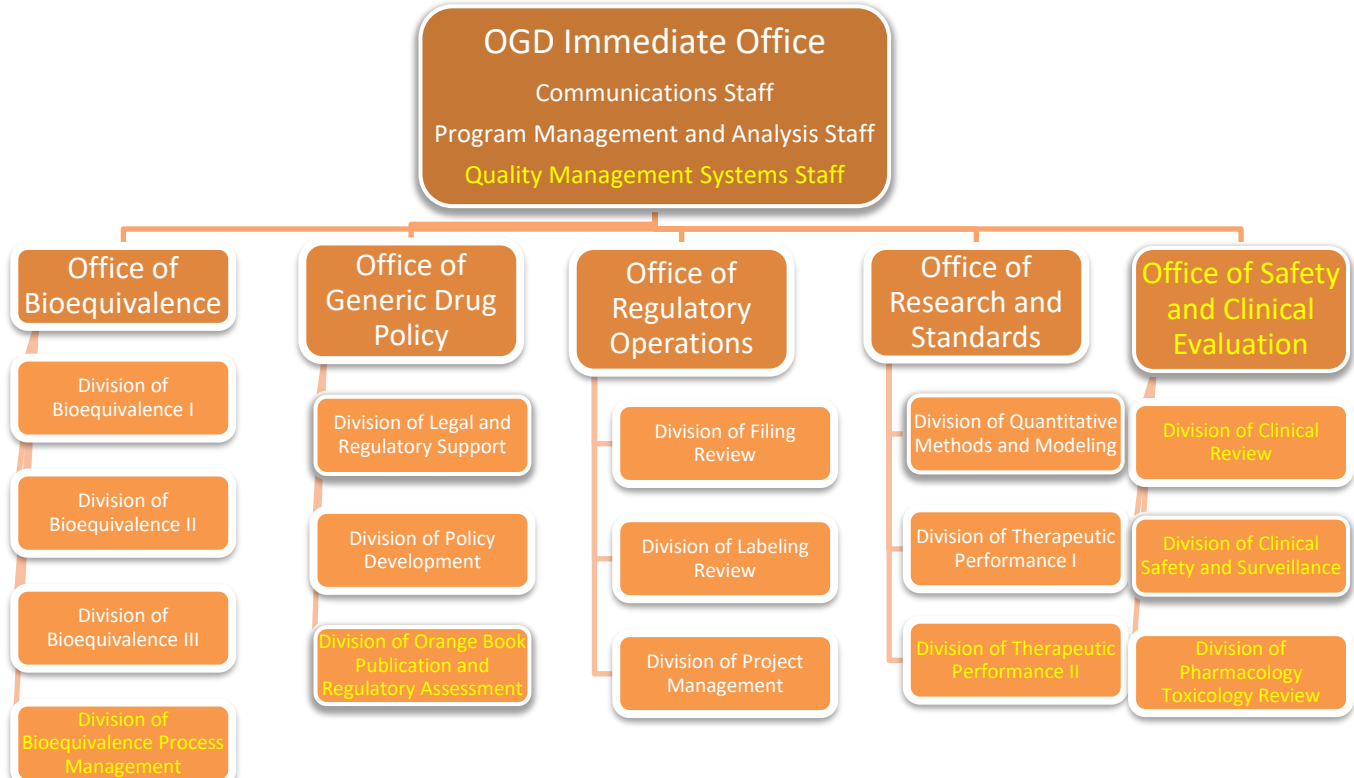 OGD Immediate Office
Communications Staff
Program Management and Analysis Staff
Quality Management Systems Staff
Office of
Bioequivalence
Division of
Bioequivalence I
Division of
Bioequivalence II
Division of
Bioequivalence III
Division of
Bioequivalence Process
Management
Office of
Generic Drug
Policy
Division of Legal and
Regulatory Support
Division of Policy
Development
Division of Orange Book
Publication and
Regulatory Assessment
Office of
Regulatory
Operations
Division of Filing
Review
Division of Labeling
Review
Division of Project
Management
Office of
Research and
Standards
Division of Quantitative
Methods and Modeling
Division of Therapeutic
Performance I
Division of Therapeutic
Performance II
Office of Safety
and Clinical
Evaluation
Division of Clinical
Review
Division of Clinical
Safety and Surveillance
Division of
Pharmacology
Toxicology Review